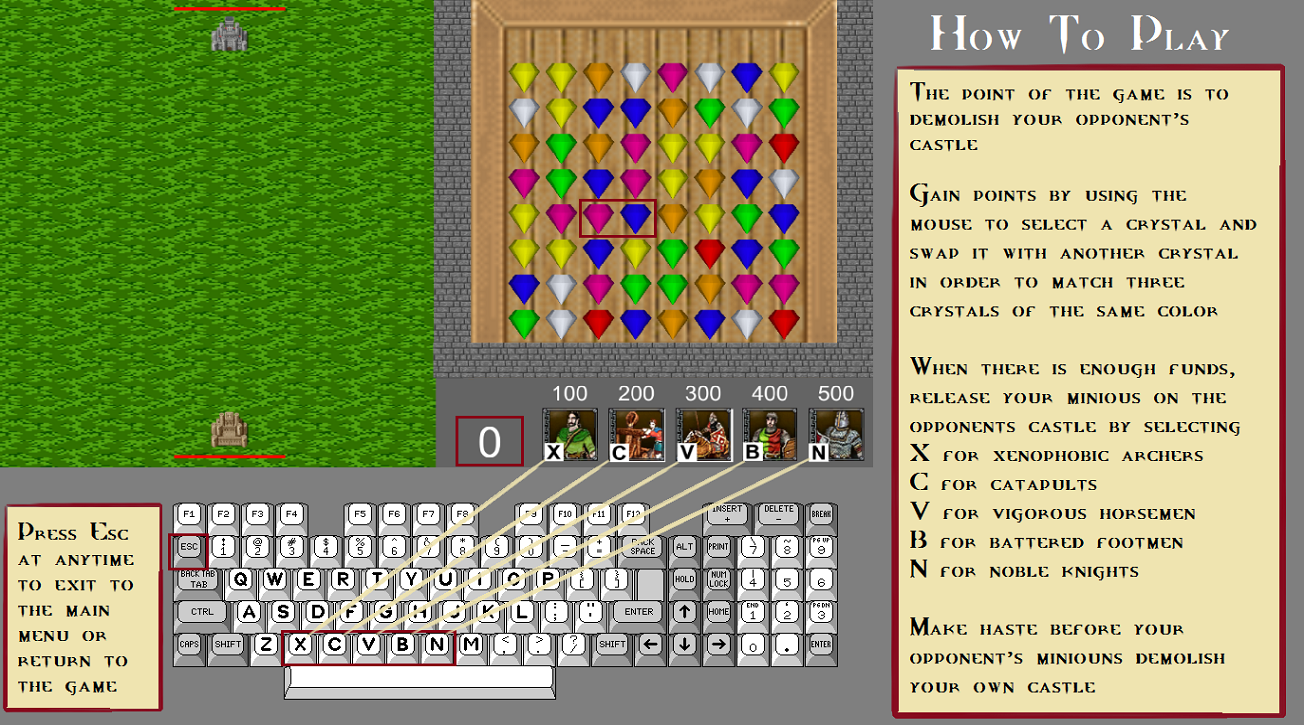 How To Play
The point of the game is to
demolish your opponent's
castle
Gain points by using the
mouse to select a crystal and
swap it with another crystal
in order to match three
crystals of the same color
When there is enough funds,
release your minious on the
opponents castle by selecting
X for xenophobic archers
C for catapults
V for vigorous horsemen
B for battered footmen
N for noble knights
Make haste before your
opponent's miniouns demolish
your own castle
100 200 300 400 500
0
X C V B N
Press Esc
at anytime
to exit to
the main
menu or
return to
the game
F1 F2 F3 F4 F5 F6 F7 F8 F9 F10 F11 F12 INSERT + DELETE - BREAK
ESC ! 1 @ 2 # 3 $ 4 % 5 ^ 6 & 7 * 8 BACK SPACE ALT PRINT \ 7 ~ 8 PG UP 9
BACK TAB TAB Q W E R T Y U I O P HOLD NUM LOCK 4 5 6
CTRL A S D F G H J K L ; : ENTER ↑ HOME END 1 2 PG DN 3
CAPS SHIFT Z X C V B N M < , > . ? / SHIFT ← ↓ → 0 . ENTER